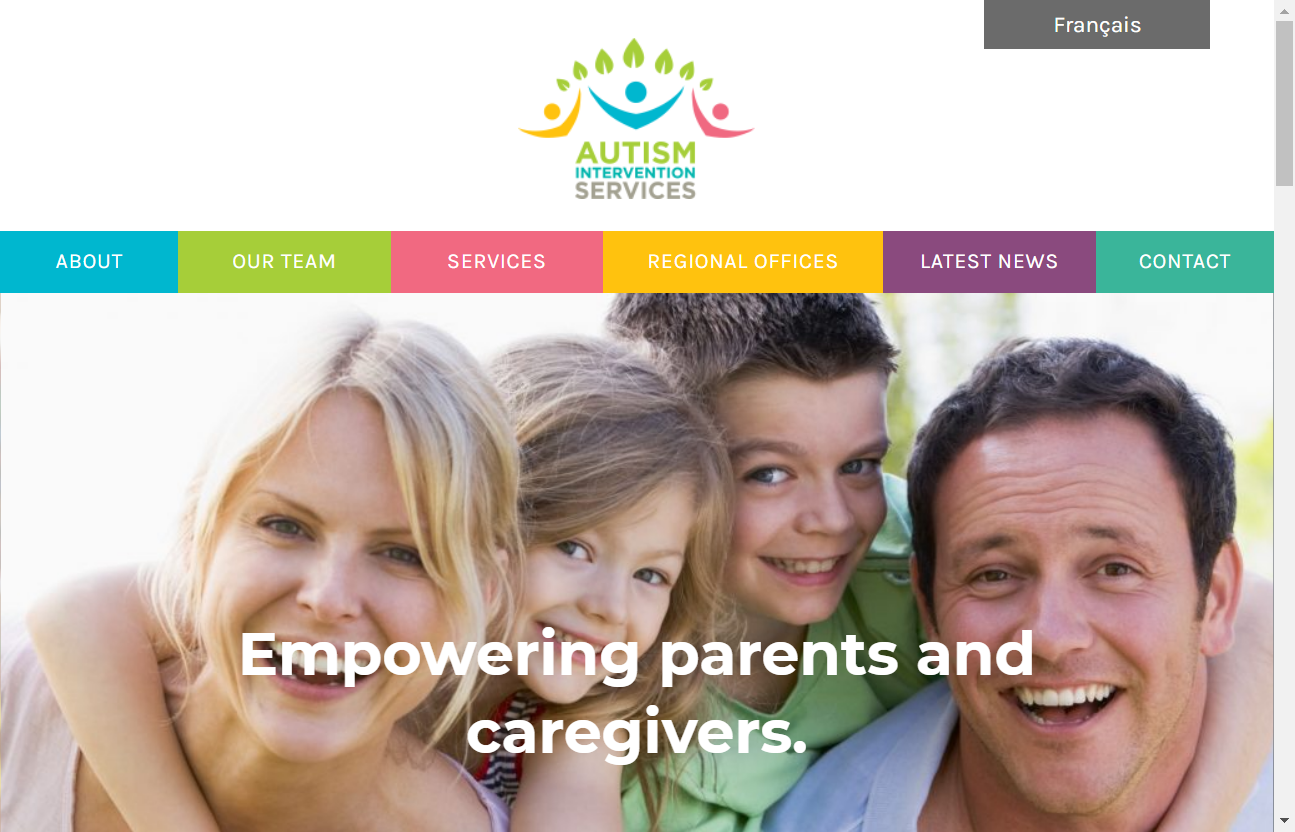 Français
AUTISM
INTERVENTION
SERVICES
ABOUT
OUR TEAM
SERVICES
REGIONAL OFFICES
LATEST NEWS
CONTACT
Empowering parents and
caregivers.